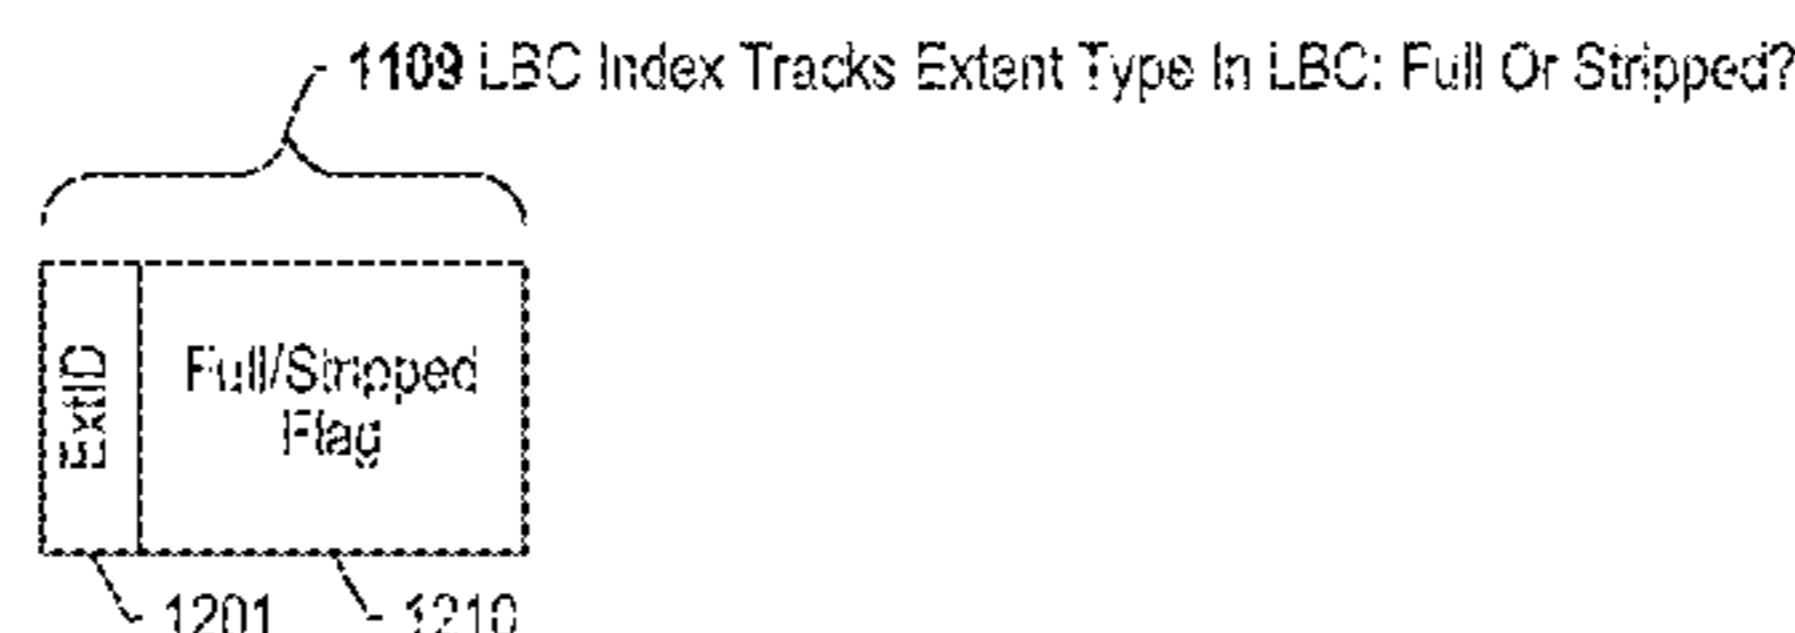 1109 LBC Index Tracks Extent Type In LBC: Full Or Stripped?
ExtID
Full/Stripped
Flag
1201
1210